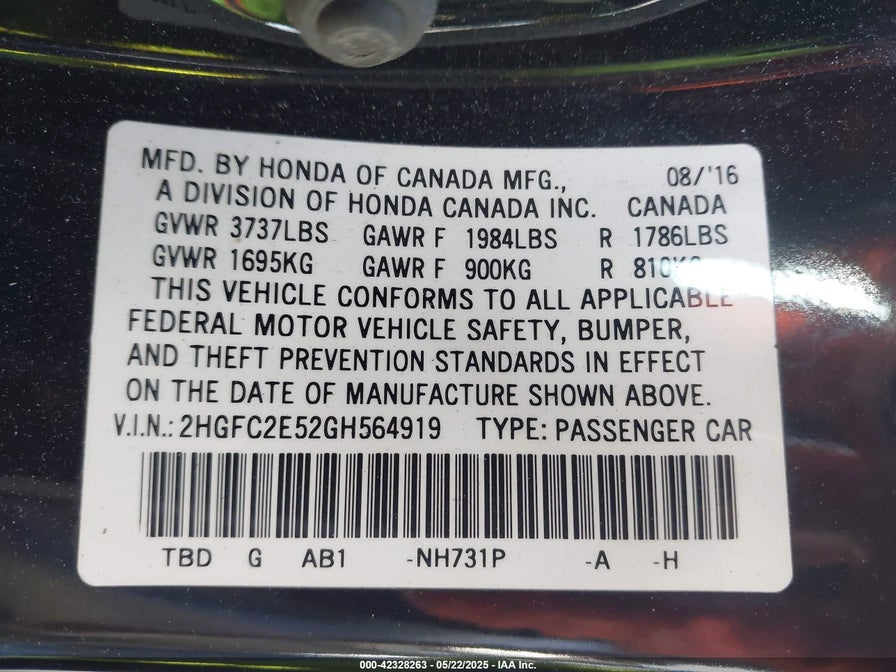 MFD. BY HONDA OF CANADA MFG., 08/'16
A DIVISION OF HONDA CANADA INC. CANADA
GVWR 3737LBS GAWR F 1984LBS R 1786LBS
GVWR 1695KG GAWR F 900KG R 810KG
THIS VEHICLE CONFORMS TO ALL APPLICABLE
FEDERAL MOTOR VEHICLE SAFETY, BUMPER,
AND THEFT PREVENTION STANDARDS IN EFFECT
ON THE DATE OF MANUFACTURE SHOWN ABOVE.
V.I.N.: 2HGFC2E52GH564919 TYPE: PASSENGER CAR
TBD G AB1 -NH731P -A -H
000-42328263 - 05/22/2025 - IAA Inc.